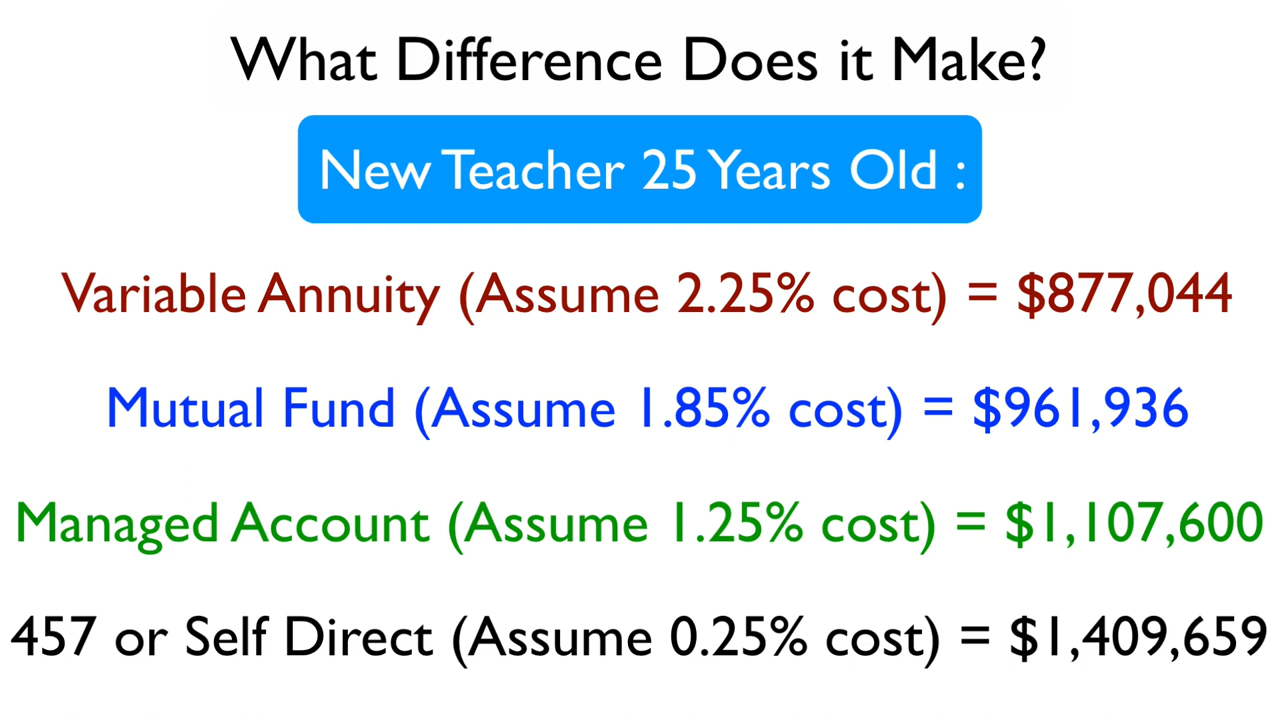 What Difference Does it Make?
New Teacher 25 Years Old :
Variable Annuity (Assume 2.25% cost) = $877,044
Mutual Fund (Assume 1.85% cost) = $961,936
Managed Account (Assume 1.25% cost) = $1,107,600
457 or Self Direct (Assume 0.25% cost) = $1,409,659